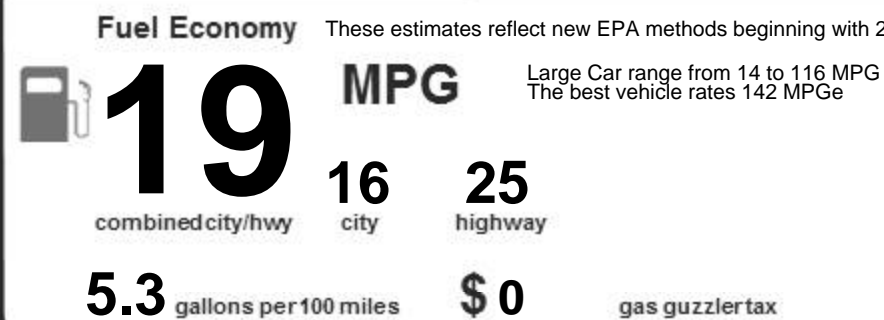 Fuel Economy These estimates reflect new EPA methods beginning with 2
19 MPG
Large Car range from 14 to 116 MPG
The best vehicle rates 142 MPGe
16 25
combined city/hwy city highway
5.3 gallons per 100 miles $ 0 gas guzzler tax